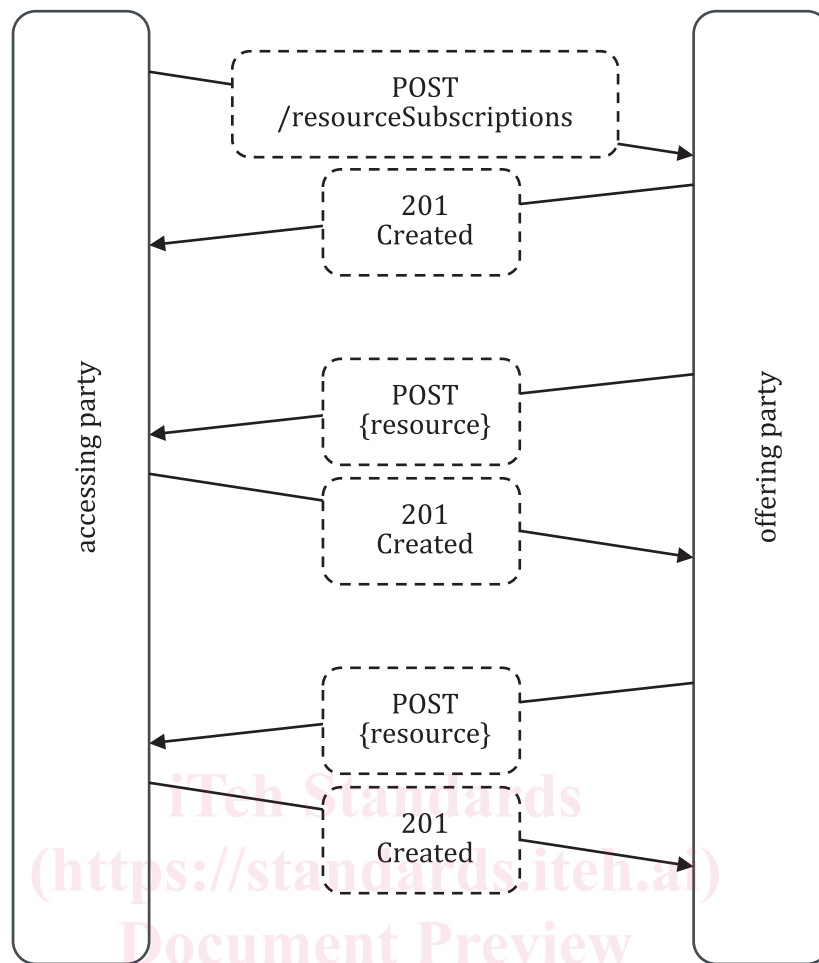 POST
/resourceSubscriptions
201
Created
accessing party
offering party
POST
{resource}
201
Created
POST
{resource}
201
Created
iTeh Standards
(https://standards.iteh.ai)
Document Preview